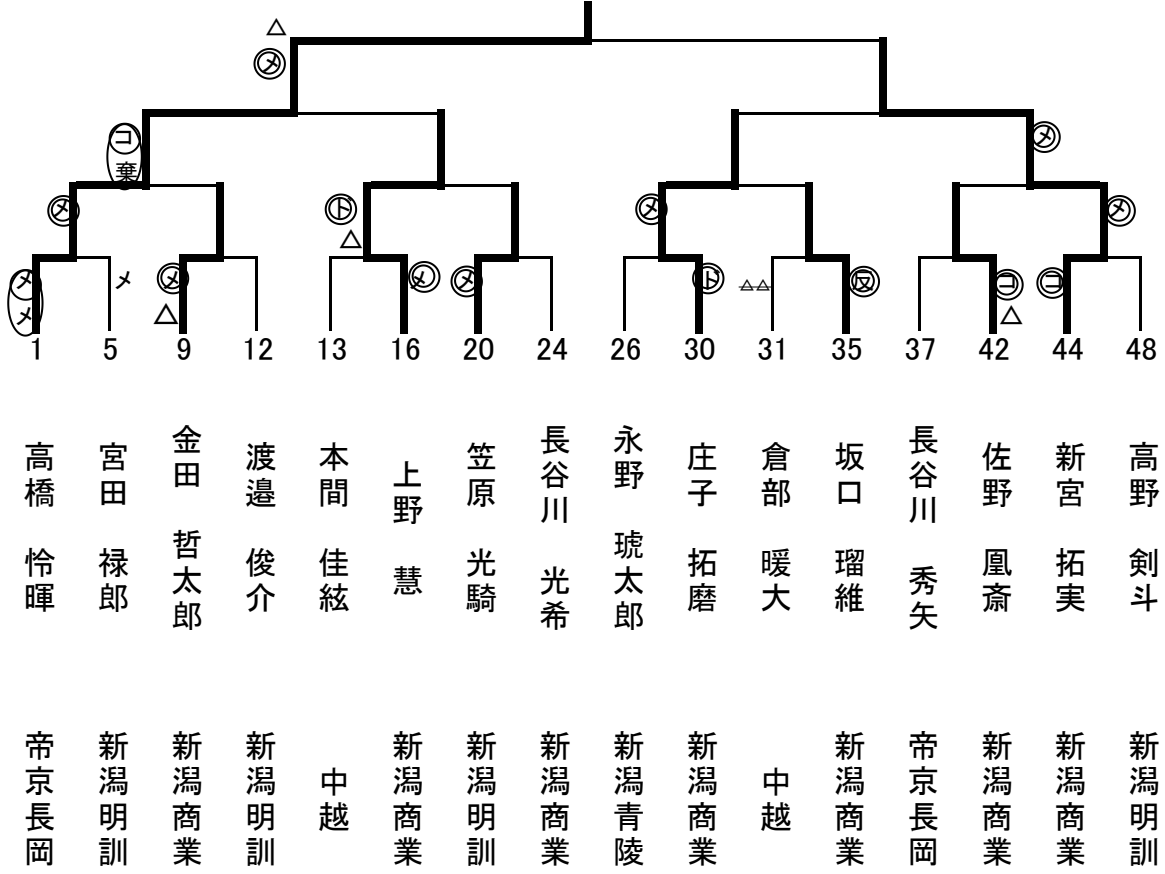 △
メ
コ
棄
メ
メ
ト
△
メ
メ
メ
メ
メ
メ
△
メ
メ
ド
△△
反
コ
△
コ
1 5 9 12 13 16 20 24 26 30 31 35 37 42 44 48
高橋 怜暉
宮田 禄郎
金田 哲太郎
渡邉 俊介
本間 佳絃
上野 慧
笠原 光騎
長谷川 光希
永野 琥太郎
庄子 拓磨
倉部 暖大
坂口 瑠維
長谷川 秀矢
佐野 凰斎
新宮 拓実
高野 剣斗
帝京長岡
新潟明訓
新潟商業
新潟明訓
中越
新潟商業
新潟明訓
新潟商業
新潟青陵
新潟商業
中越
新潟商業
帝京長岡
新潟商業
新潟商業
新潟明訓